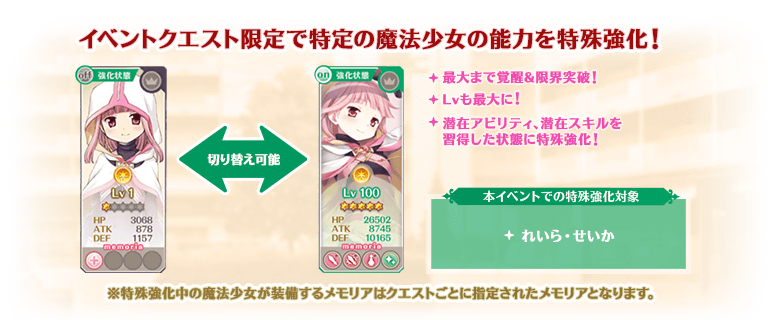 イベントクエスト限定で特定の魔法少女の能力を特殊強化！
off 強化状態
Lv 1
HP 3068
ATK 878
DEF 1157
memoria
切り替え可能
on 強化状態
Lv 100
HP 26502
ATK 8745
DEF 10165
memoria
最大まで覚醒&限界突破！
Lvも最大に！
潜在アビリティ、潜在スキルを
習得した状態に特殊強化！
本イベントでの特殊強化対象
れいら・せいか
※特殊強化中の魔法少女が装備するメモリアはクエストごとに指定されたメモリアとなります。